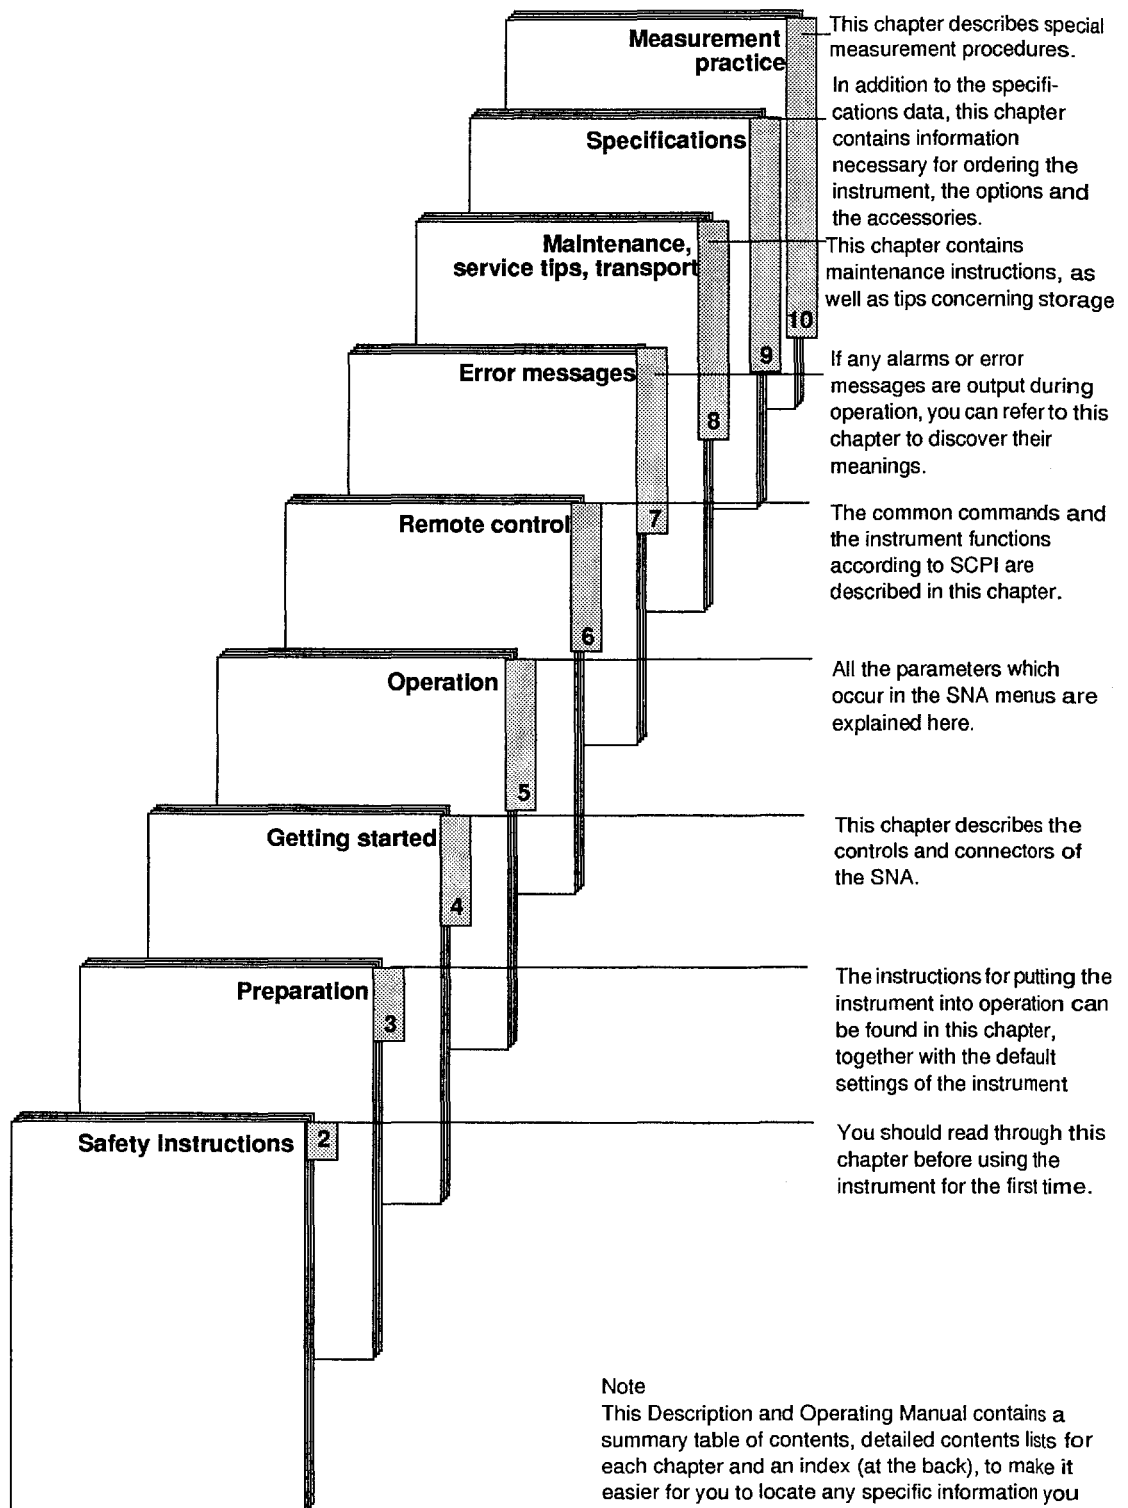 Measurement
practice
This chapter describes special
measurement procedures.
10
Specifications
In addition to the specifi-
cations data, this chapter
contains information
necessary for ordering the
instrument, the options and
the accessories.
9
Maintenance,
service tips, transport
This chapter contains
maintenance instructions, as
well as tips concerning storage
8
Error messages
If any alarms or error
messages are output during
operation, you can refer to this
chapter to discover their
meanings.
7
Remote control
The common commands and
the instrument functions
according to SCPI are
described in this chapter.
6
Operation
All the parameters which
occur in the SNA menus are
explained here.
5
Getting started
This chapter describes the
controls and connectors of
the SNA.
4
Preparation
The instructions for putting the
instrument into operation can
be found in this chapter,
together with the default
settings of the instrument
3
Safety instructions
2
You should read through this
chapter before using the
instrument for the first time.
Note
This Description and Operating Manual contains a
summary table of contents, detailed contents lists for
each chapter and an index (at the back), to make it
easier for you to locate any specific information you